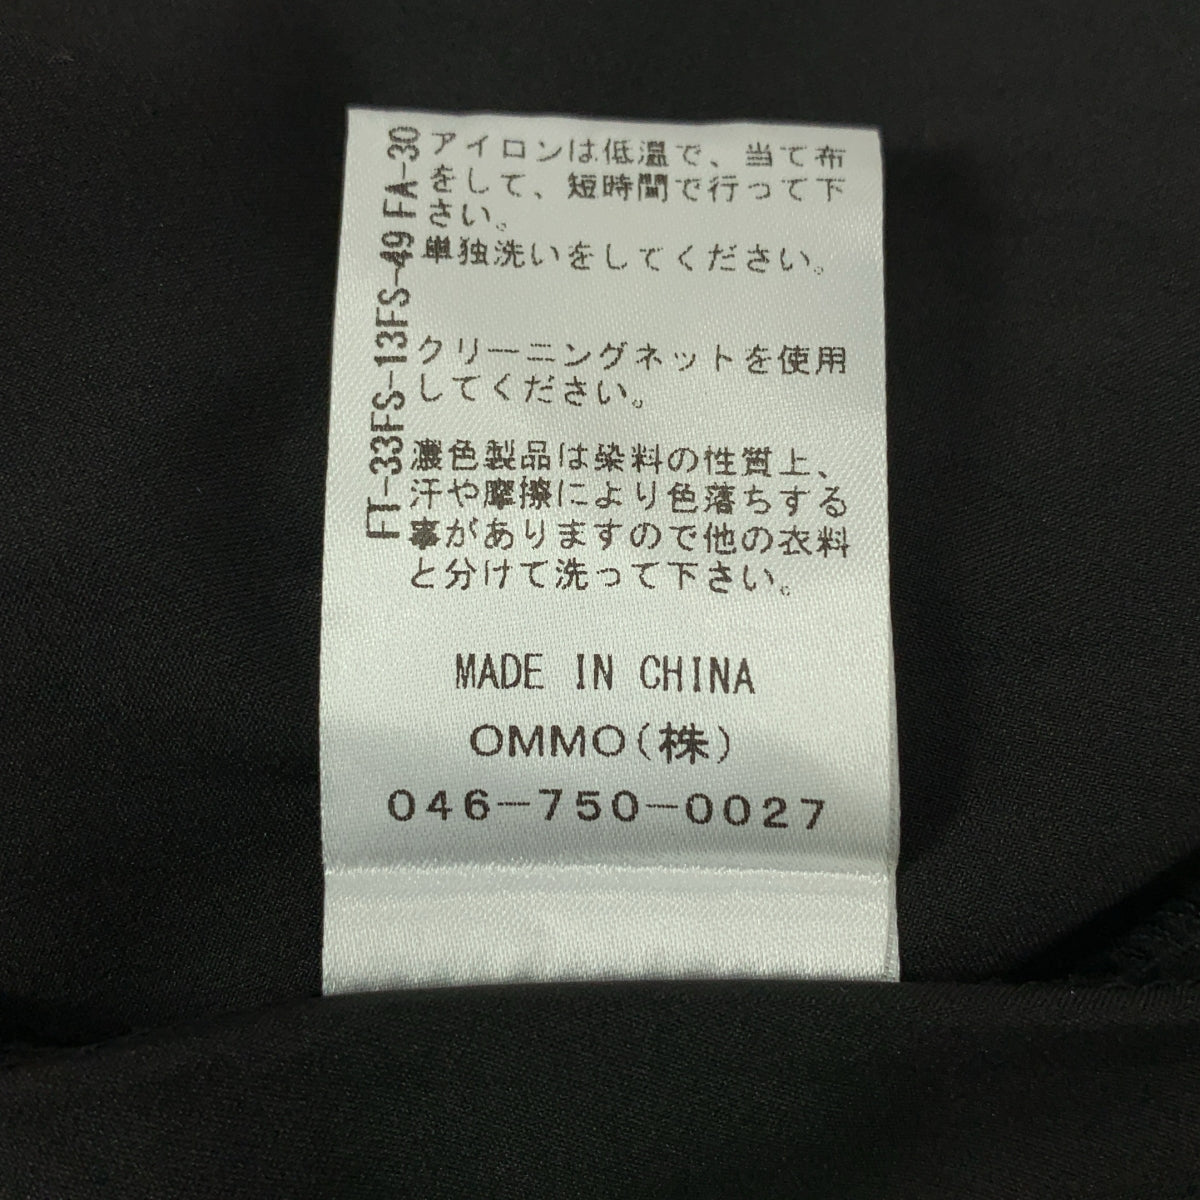 アイロンは低温で、当て布
をして、短時間で行って下
さい。
単独洗いをしてください。
クリーニングネットを使用
してください。
濃色製品は染料の性質上、
汗や摩擦により色落ちする
事がありますので他の衣料
と分けて洗って下さい。
MADE IN CHINA
OMMO(株)
046-750-0027
FT-33FS-13FS-49 FA-30